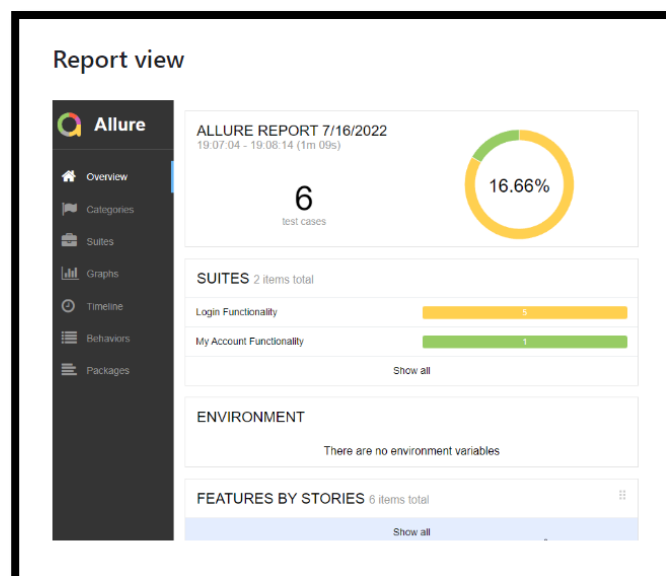 Report view
Allure
Overview
Categories
Suites
Graphs
Timeline
Behaviors
Packages
ALLURE REPORT 7/16/2022
19:07:04 - 19:08:14 (1m 09s)
6
test cases
16.66%
SUITES 2 items total
Login Functionality 5
My Account Functionality 1
Show all
ENVIRONMENT
There are no environment variables
FEATURES BY STORIES 6 items total
Show all